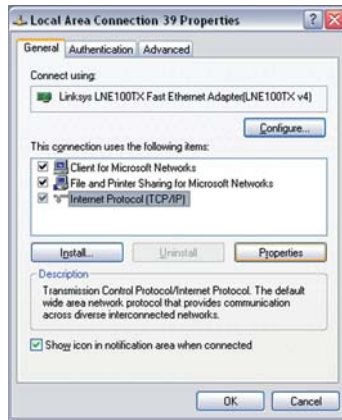 Local Area Connection 39 Properties
General Authentication Advanced
Connect using:
Linksys LNE100TX Fast Ethernet Adapter(LNE100TX v4)
Configure...
This connection uses the following items:
Client for Microsoft Networks
File and Printer Sharing for Microsoft Networks
Internet Protocol (TCP/IP)
Install... Uninstall Properties
Description
Transmission Control Protocol/Internet Protocol. The default
wide area network protocol that provides communication
across diverse interconnected networks.
Show icon in notification area when connected
OK Cancel